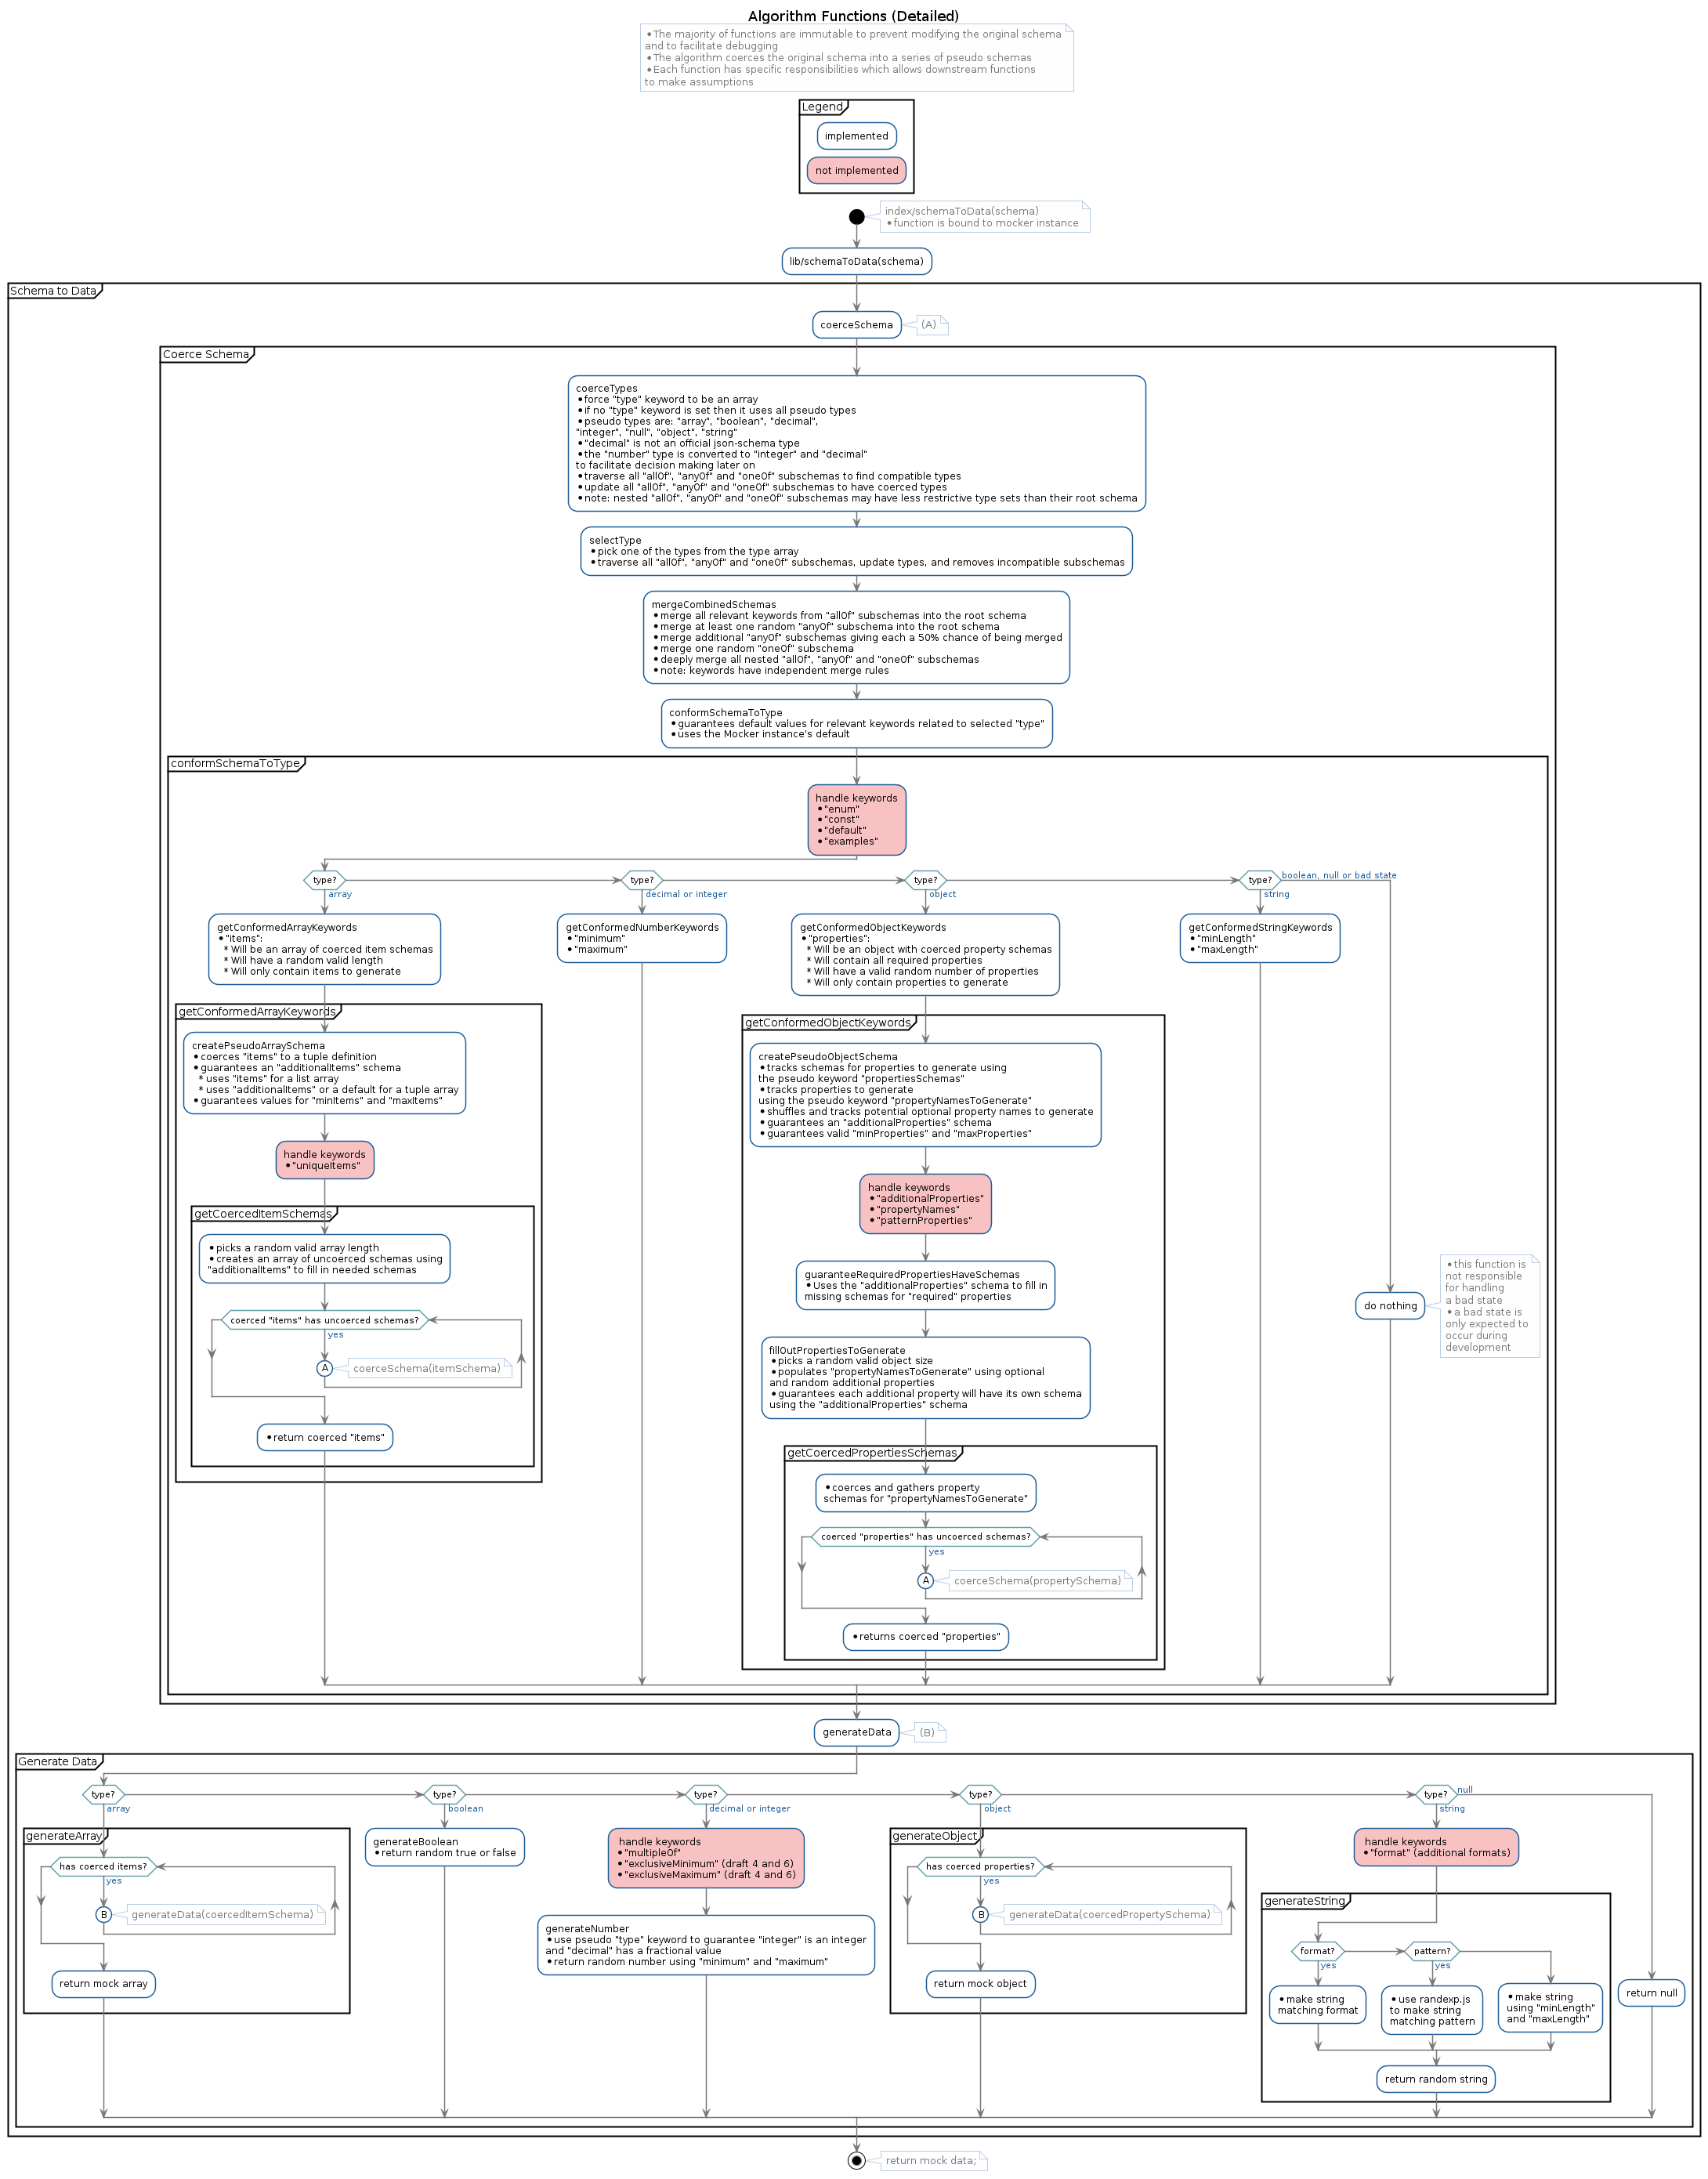 Algorithm Functions (Detailed)
•The majority of functions are immutable to prevent modifying the original schema
and to facilitate debugging
•The algorithm coerces the original schema into a series of pseudo schemas
•Each function has specific responsibilities which allows downstream functions
to make assumptions
Legend
implemented
not implemented
index/schemaToData(schema)
•function is bound to mocker instance
lib/schemaToData(schema)
Schema to Data
coerceSchema
(A)
Coerce Schema
coerceTypes
•force "type" keyword to be an array
•if no "type" keyword is set then it uses all pseudo types
•pseudo types are: "array", "boolean", "decimal",
"integer", "null", "object", "string"
•"decimal" is not an official json-schema type
•the "number" type is converted to "integer" and "decimal"
to facilitate decision making later on
•traverse all "allOf", "anyOf" and "oneOf" subschemas to find compatible types
•update all "allOf", "anyOf" and "oneOf" subschemas to have coerced types
•note: nested "allOf", "anyOf" and "oneOf" subschemas may have less restrictive type sets than their root schema
selectType
•pick one of the types from the type array
•traverse all "allOf", "anyOf" and "oneOf" subschemas, update types, and removes incompatible subschemas
mergeCombinedSchemas
•merge all relevant keywords from "allOf" subschemas into the root schema
•merge at least one random "anyOf" subschema into the root schema
•merge additional "anyOf" subschemas giving each a 50% chance of being merged
•merge one random "oneOf" subschema
•deeply merge all nested "allOf", "anyOf" and "oneOf" subschemas
•note: keywords have independent merge rules
conformSchemaToType
•guarantees default values for relevant keywords related to selected "type"
•uses the Mocker instance's default
conformSchemaToType
handle keywords
•"enum"
•"const"
•"default"
•"examples"
type?
array
type?
decimal or integer
type?
object
type?
string
boolean, null or bad state
getConformedArrayKeywords
•"items":
* Will be an array of coerced item schemas
* Will have a random valid length
* Will only contain items to generate
getConformedNumberKeywords
•"minimum"
•"maximum"
getConformedObjectKeywords
•"properties":
* Will be an object with coerced property schemas
* Will contain all required properties
* Will have a valid random number of properties
* Will only contain properties to generate
getConformedStringKeywords
•"minLength"
•"maxLength"
getConformedArrayKeywords
createPseudoArraySchema
•coerces "items" to a tuple definition
•guarantees an "additionalItems" schema
* uses "items" for a list array
* uses "additionalItems" or a default for a tuple array
•guarantees values for "minItems" and "maxItems"
handle keywords
•"uniqueItems"
getCoercedItemSchemas
•picks a random valid array length
•creates an array of uncoerced schemas using
"additionalItems" to fill in needed schemas
coerced "items" has uncoerced schemas?
yes
A
coerceSchema(itemSchema)
•return coerced "items"
getConformedObjectKeywords
createPseudoObjectSchema
•tracks schemas for properties to generate using
the pseudo keyword "propertiesSchemas"
•tracks properties to generate
using the pseudo keyword "propertyNamesToGenerate"
•shuffles and tracks potential optional property names to generate
•guarantees an "additionalProperties" schema
•guarantees valid "minProperties" and "maxProperties"
handle keywords
•"additionalProperties"
•"propertyNames"
•"patternProperties"
guaranteeRequiredPropertiesHaveSchemas
•Uses the "additionalProperties" schema to fill in
missing schemas for "required" properties
fillOutPropertiesToGenerate
•picks a random valid object size
•populates "propertyNamesToGenerate" using optional
and random additional properties
•guarantees each additional property will have its own schema
using the "additionalProperties" schema
getCoercedPropertiesSchemas
•coerces and gathers property
schemas for "propertyNamesToGenerate"
coerced "properties" has uncoerced schemas?
yes
A
coerceSchema(propertySchema)
•returns coerced "properties"
do nothing
•this function is
not responsible
for handling
a bad state
•a bad state is
only expected to
occur during
development
generateData
(B)
Generate Data
type?
array
type?
boolean
type?
decimal or integer
type?
object
type?
string
null
generateArray
has coerced items?
yes
B
generateData(coercedItemSchema)
return mock array
generateBoolean
•return random true or false
handle keywords
•"multipleOf"
•"exclusiveMinimum" (draft 4 and 6)
•"exclusiveMaximum" (draft 4 and 6)
generateNumber
•use pseudo "type" keyword to guarantee "integer" is an integer
and "decimal" has a fractional value
•return random number using "minimum" and "maximum"
generateObject
has coerced properties?
yes
B
generateData(coercedPropertySchema)
return mock object
handle keywords
•"format" (additional formats)
generateString
format?
yes
pattern?
yes
•make string
matching format
•use randexp.js
to make string
matching pattern
•make string
using "minLength"
and "maxLength"
return random string
return null
return mock data;